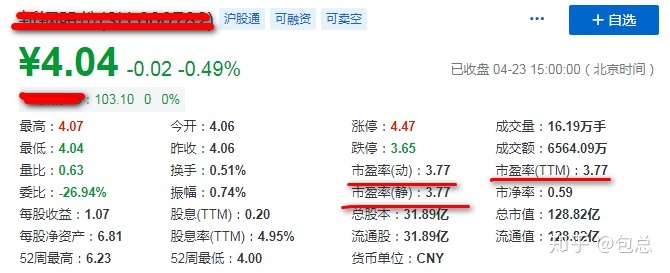 沪股通 可融资 可卖空 ... + 自选
¥4.04 -0.02 -0.49% 已收盘 04-23 15:00:00（北京时间）
：103.10 0 0%
最高：4.07 今开：4.06 涨停：4.47 成交量：16.19万手
最低：4.04 昨收：4.06 跌停：3.65 成交额：6564.09万
量比：0.63 换手：0.51% 市盈率(动)：3.77 市盈率(TTM)：3.77
委比：-26.94% 振幅：0.74% 市盈率(静)：3.77 市净率：0.59
每股收益：1.07 股息(TTM)：0.20 总股本：31.89亿 总市值：128.82亿
每股净资产：6.81 股息率(TTM)：4.95% 流通股：31.89亿 流通值：128.82亿
52周最高：6.23 52周最低：4.00 货币单位：CNY
知乎 @包总